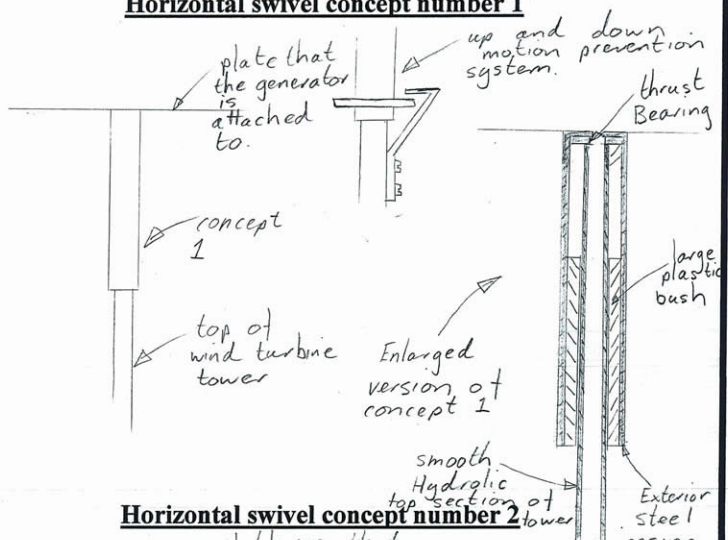 Horizontal swivel concept number 1
plate that
the generator
is
attached
to.
up and down
motion prevention
system.
thrust
Bearing
concept
1
large
plastic
bush
top of
wind turbine
tower
Enlarged
version of
concept 1
smooth
Hydrolic
top section of
tower
Exterior
steel
Horizontal swivel concept number 2